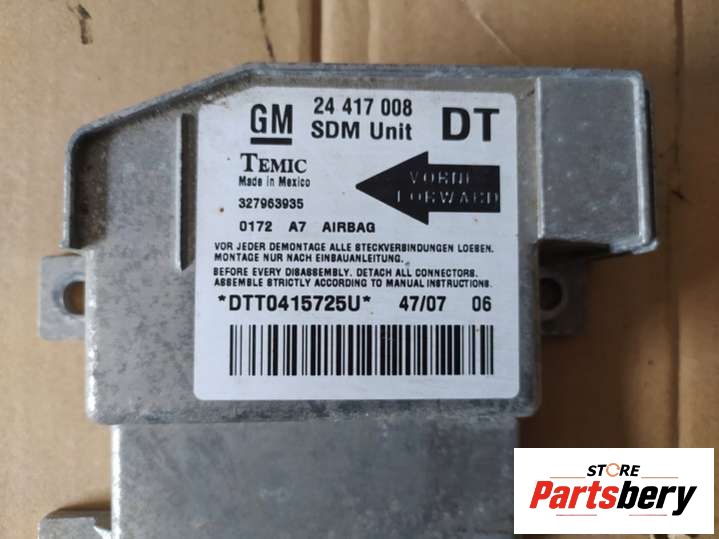 GM 24 417 008 DT
SDM Unit
TEMIC
Made in Mexico
VORNE
FORWARD
327963935
0172 A7 AIRBAG
VOR JEDER DEMONTAGE ALLE STECKVERBINDUNGEN LOESEN.
MONTAGE NUR NACH EINBAUANLEITUNG.
BEFORE EVERY DISASSEMBLY. DETACH ALL CONNECTORS.
ASSEMBLE STRICTLY ACCORDING TO MANUAL INSTRUCTIONS.
*DTT0415725U* 47/07 06
STORE
Partsbery